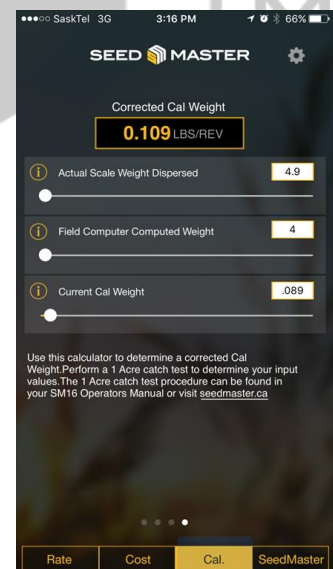 SaskTel 3G 3:16 PM 66%
SEED MASTER
Corrected Cal Weight
0.109 LBS/REV
Actual Scale Weight Dispersed 4.9
Field Computer Computed Weight 4
Current Cal Weight .089
Use this calculator to determine a corrected Cal
Weight.Perform a 1 Acre catch test to determine your input
values.The 1 Acre catch test procedure can be found in
your SM16 Operators Manual or visit seedmaster.ca
Rate Cost Cal. SeedMaster